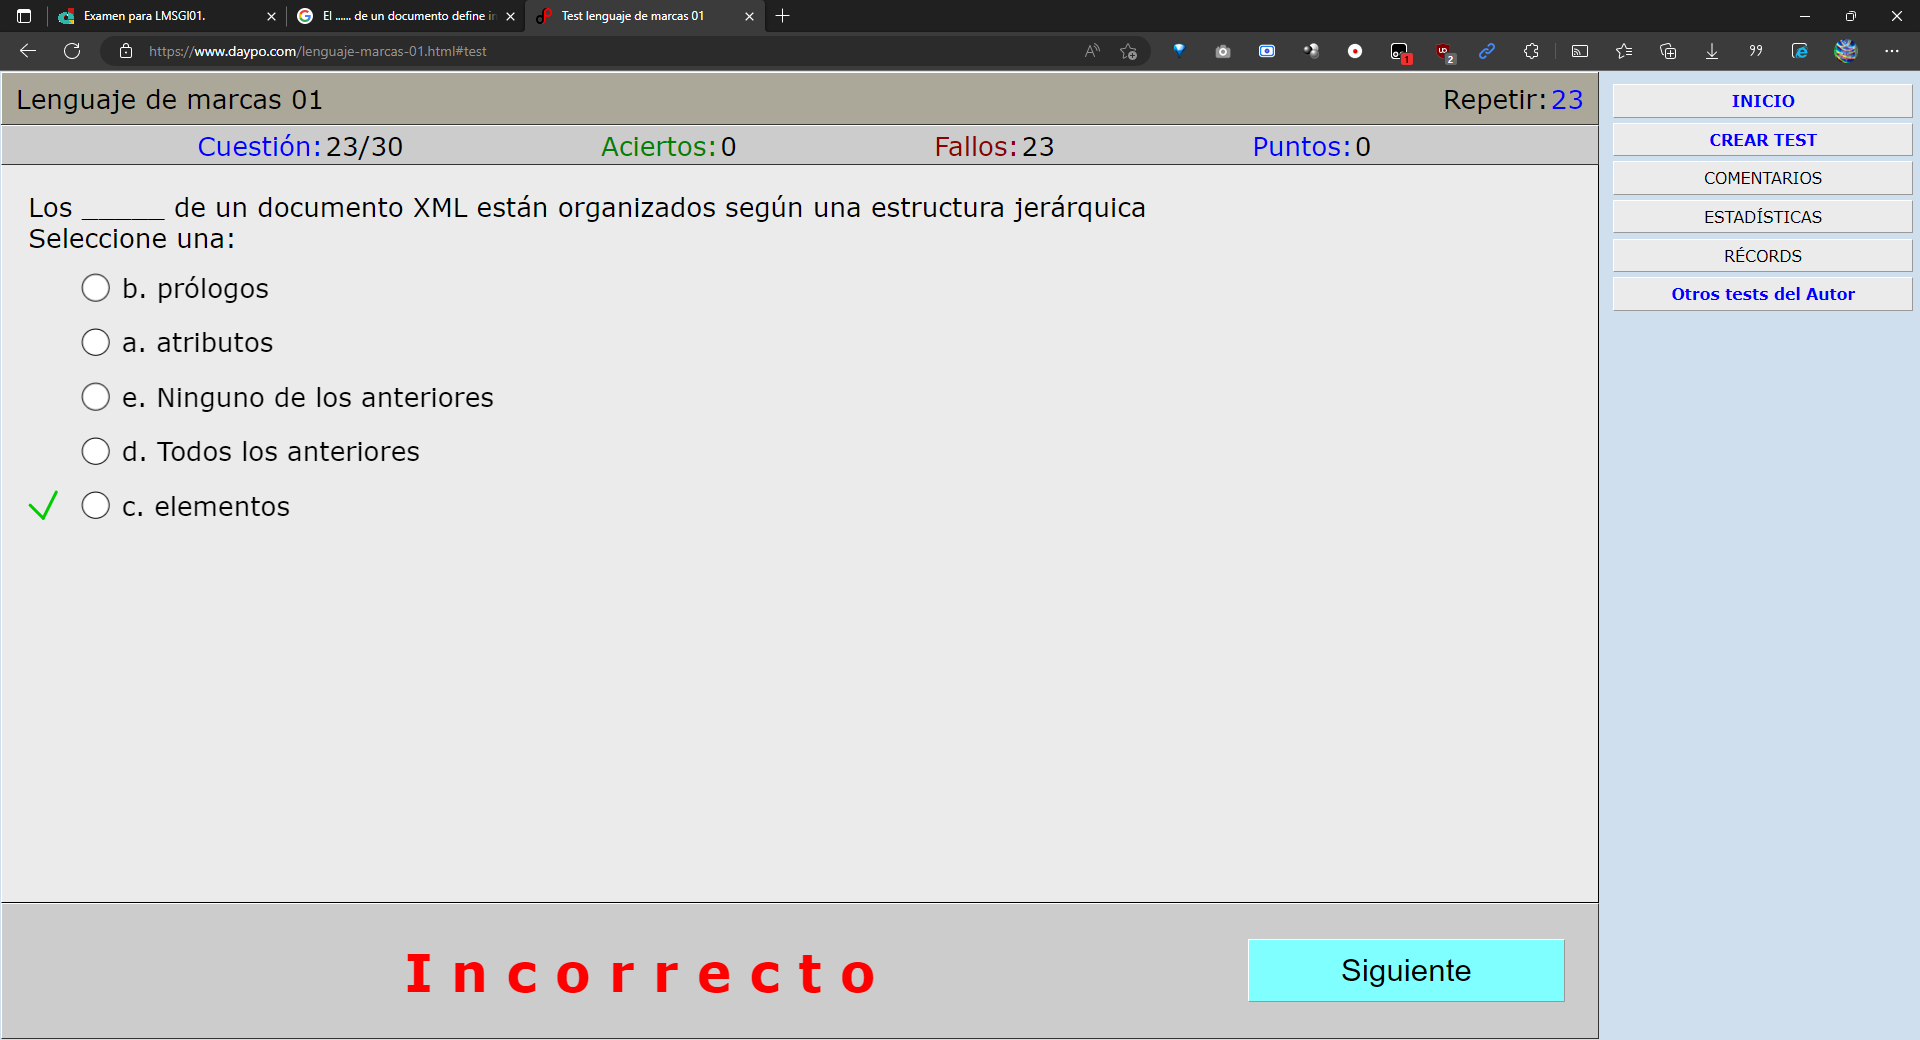 Examen para LMSGI01.
El ...... de un documento define in
Test lenguaje de marcas 01
https://www.daypo.com/lenguaje-marcas-01.html#test
1
2
Lenguaje de marcas 01
Repetir: 23
Cuestión: 23/30
Aciertos: 0
Fallos: 23
Puntos: 0
Los ______ de un documento XML están organizados según una estructura jerárquica
Seleccione una:
b. prólogos
a. atributos
e. Ninguno de los anteriores
d. Todos los anteriores
c. elementos
Incorrecto
Siguiente
INICIO
CREAR TEST
COMENTARIOS
ESTADÍSTICAS
RÉCORDS
Otros tests del Autor